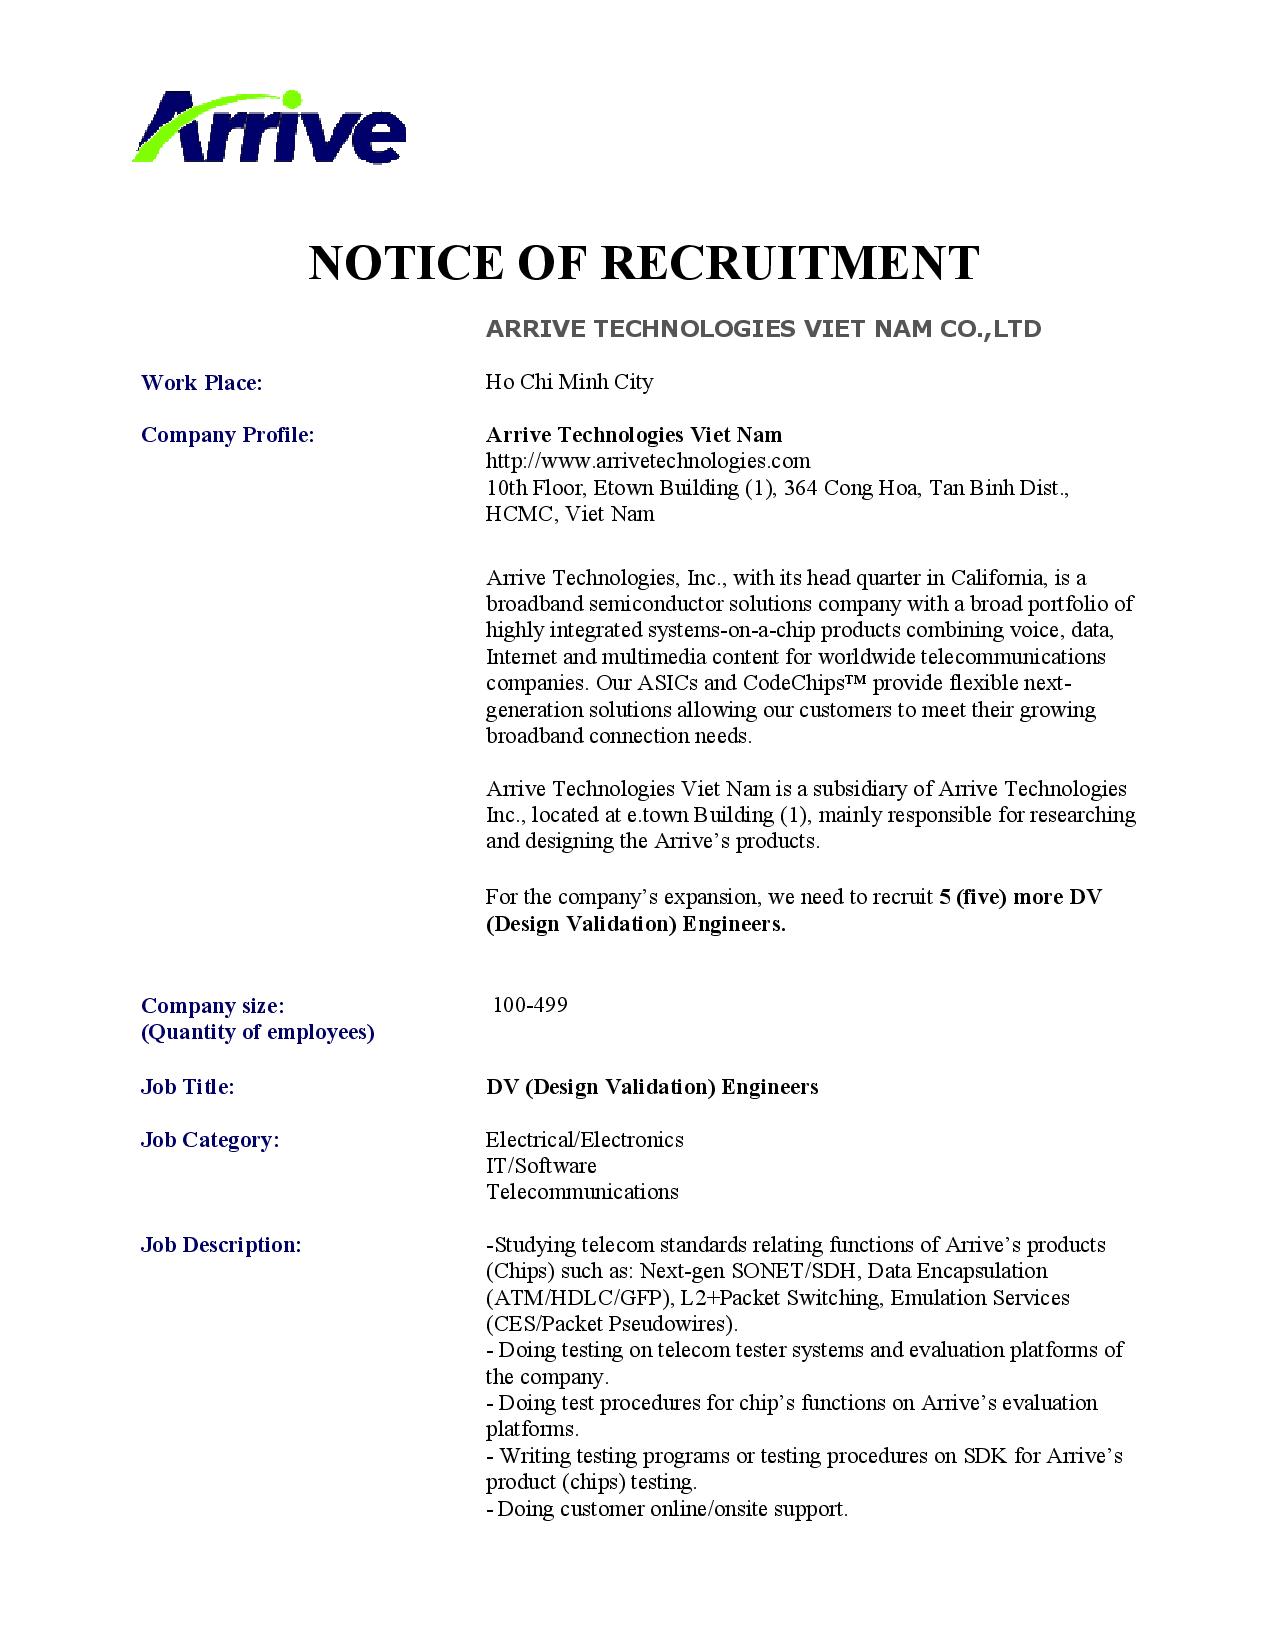 Arrive
NOTICE OF RECRUITMENT
ARRIVE TECHNOLOGIES VIET NAM CO.,LTD
Work Place:
Ho Chi Minh City
Company Profile:
Arrive Technologies Viet Nam
http://www.arrivetechnologies.com
10th Floor, Etown Building (1), 364 Cong Hoa, Tan Binh Dist.,
HCMC, Viet Nam
Arrive Technologies, Inc., with its head quarter in California, is a
broadband semiconductor solutions company with a broad portfolio of
highly integrated systems-on-a-chip products combining voice, data,
Internet and multimedia content for worldwide telecommunications
companies. Our ASICs and CodeChips™ provide flexible next-
generation solutions allowing our customers to meet their growing
broadband connection needs.
Arrive Technologies Viet Nam is a subsidiary of Arrive Technologies
Inc., located at e.town Building (1), mainly responsible for researching
and designing the Arrive’s products.
For the company’s expansion, we need to recruit 5 (five) more DV
(Design Validation) Engineers.
Company size:
(Quantity of employees)
100-499
Job Title:
DV (Design Validation) Engineers
Job Category:
Electrical/Electronics
IT/Software
Telecommunications
Job Description:
-Studying telecom standards relating functions of Arrive’s products
(Chips) such as: Next-gen SONET/SDH, Data Encapsulation
(ATM/HDLC/GFP), L2+Packet Switching, Emulation Services
(CES/Packet Pseudowires).
- Doing testing on telecom tester systems and evaluation platforms of
the company.
- Doing test procedures for chip’s functions on Arrive’s evaluation
platforms.
- Writing testing programs or testing procedures on SDK for Arrive’s
product (chips) testing.
- Doing customer online/onsite support.